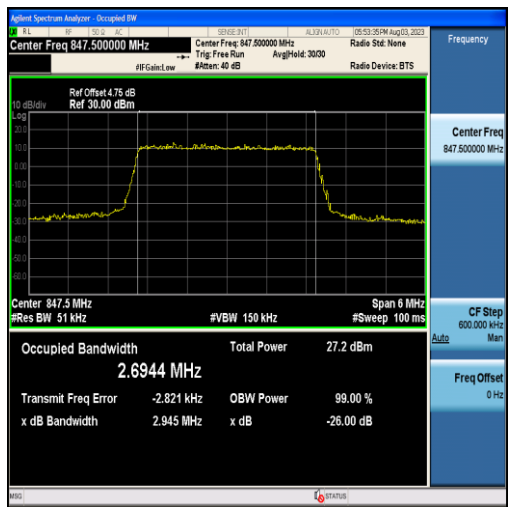 Agilent Spectrum Analyzer - Occupied BW
RL RF 50 Ω AC SENSE:INT ALIGN AUTO 05:53:35PM Aug 03, 2023
Center Freq 847.500000 MHz
Center Freq: 847.500000 MHz
Radio Std: None
Trig: Free Run Avg|Hold: 30/30
#IFGain:Low #Atten: 40 dB Radio Device: BTS
Frequency
Ref Offset 4.75 dB
10 dB/div Ref 30.00 dBm
Log
20.0
10.0
0.00
-10.0
-20.0
-30.0
-40.0
-50.0
-60.0
Center Freq
847.500000 MHz
Center 847.5 MHz Span 6 MHz
#Res BW 51 kHz #VBW 150 kHz #Sweep 100 ms
CF Step
600.000 kHz
Auto Man
Occupied Bandwidth Total Power 27.2 dBm
2.6944 MHz
Freq Offset
0 Hz
Transmit Freq Error -2.821 kHz OBW Power 99.00 %
x dB Bandwidth 2.945 MHz x dB -26.00 dB
MSG STATUS